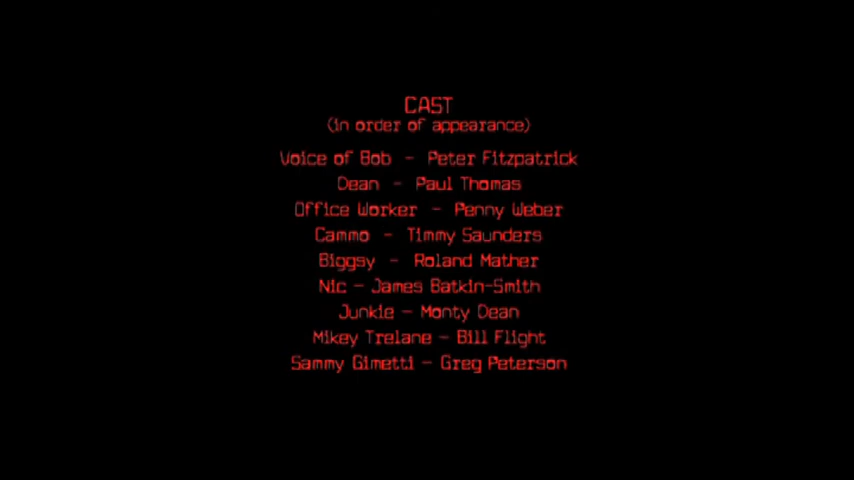 CAST
(in order of appearance)
Voice of Bob - Peter Fitzpatrick
Dean - Paul Thomas
Office Worker - Penny Weber
Cammo - Timmy Saunders
Biggsy - Roland Mather
Nic - James Batkin-Smith
Junkie - Monty Dean
Mikey Trelane - Bill Flight
Sammy Gimetti - Greg Peterson